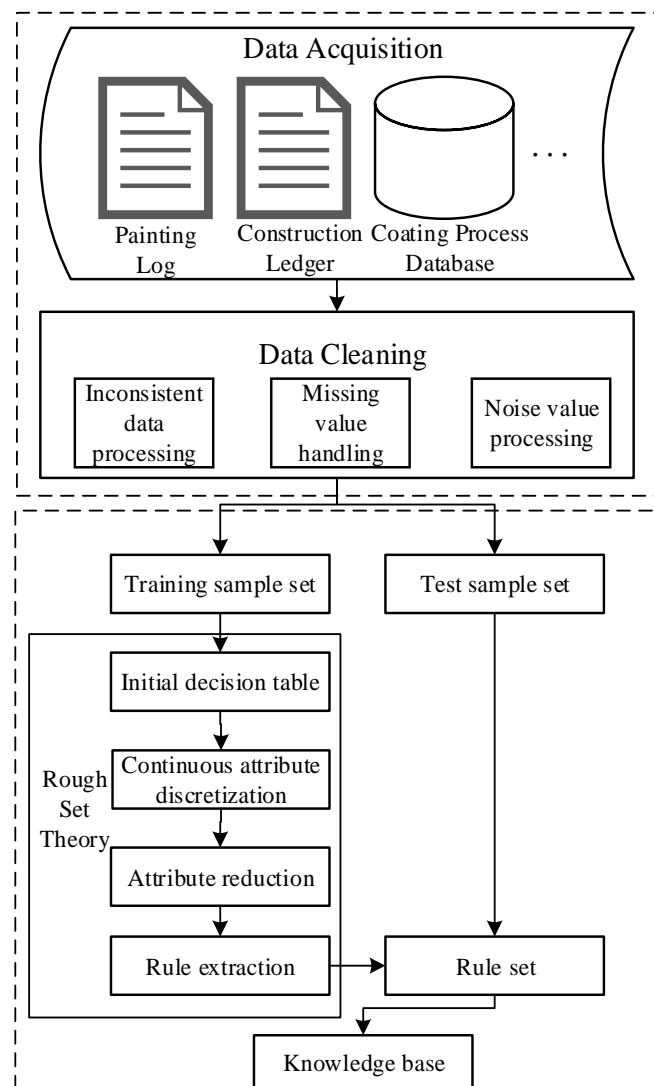 Data Acquisition
Painting
Log
Construction
Ledger
Coating Process
Database
...
Data Cleaning
Inconsistent
data
processing
Missing
value
handling
Noise value
processing
Training sample set
Test sample set
Initial decision table
Continuous attribute
discretization
Rough
Set
Theory
Attribute reduction
Rule extraction
Rule set
Knowledge base